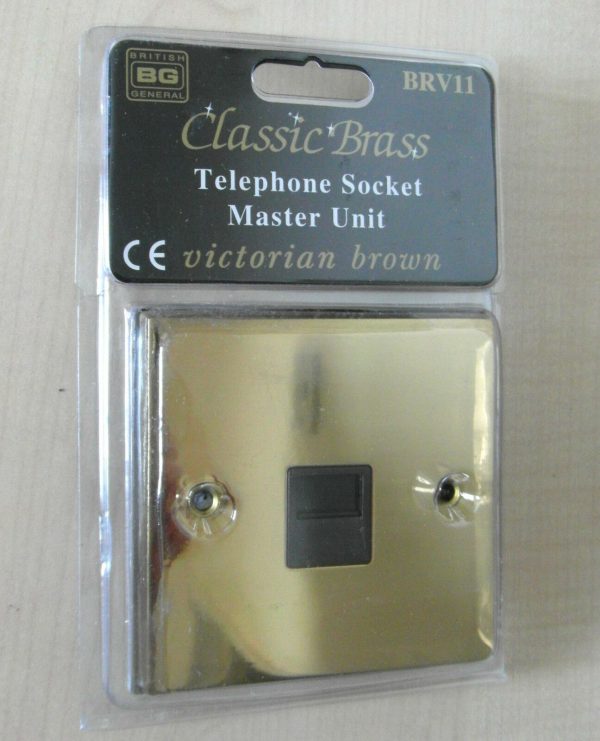 BRITISH
BG
GENERAL
BRV11
Classic Brass
Telephone Socket
Master Unit
CE victorian brown